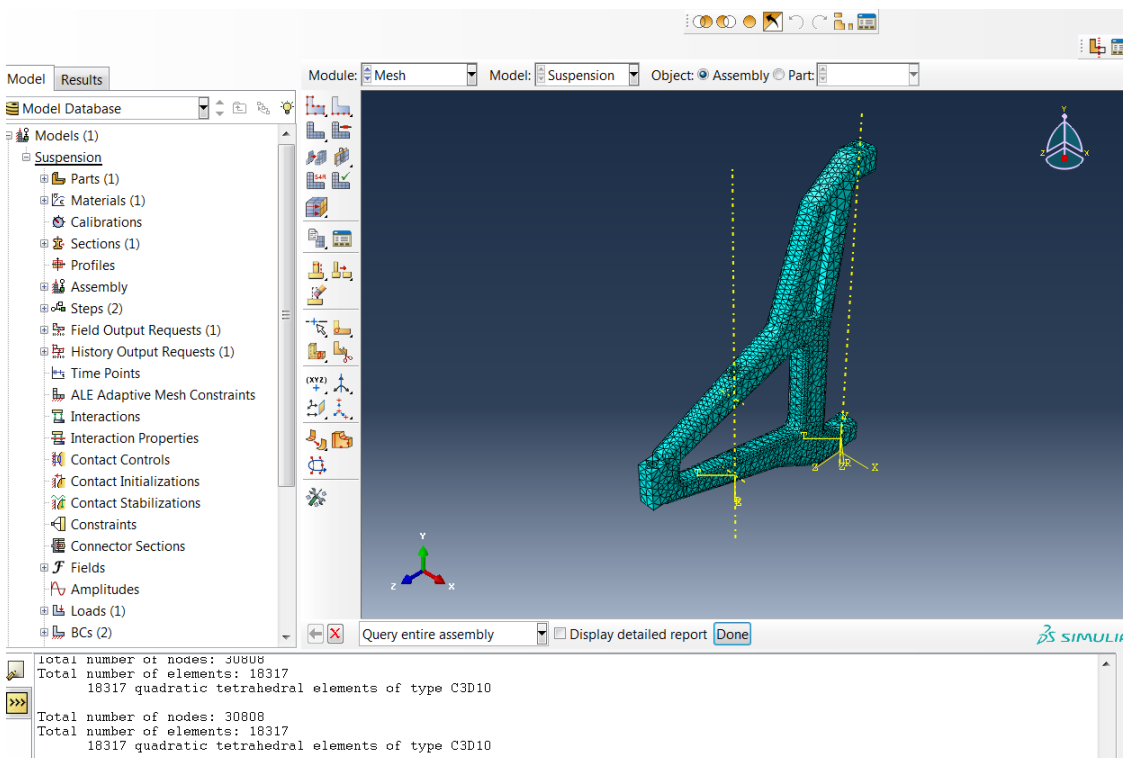 Model Results
Module: Mesh Model: Suspension Object: Assembly Part:
Model Database
Models (1)
Suspension
Parts (1)
Materials (1)
Calibrations
Sections (1)
Profiles
Assembly
Steps (2)
Field Output Requests (1)
History Output Requests (1)
Time Points
ALE Adaptive Mesh Constraints
Interactions
Interaction Properties
Contact Controls
Contact Initializations
Contact Stabilizations
Constraints
Connector Sections
Fields
Amplitudes
Loads (1)
BCs (2)
S4R
(XYZ)
Y
Z X
T Y
Z R X
T
R
Y
Z X
Query entire assembly Display detailed report Done
SIMULIA
Total number of nodes: 30808
Total number of elements: 18317
18317 quadratic tetrahedral elements of type C3D10
Total number of nodes: 30808
Total number of elements: 18317
18317 quadratic tetrahedral elements of type C3D10
>>>